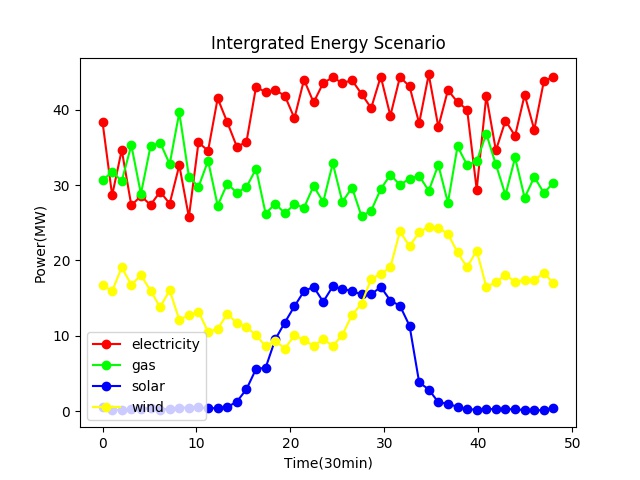 Intergrated Energy Scenario
Power(MW)
40
30
20
10
0
electricity
gas
solar
wind
0 10 20 30 40 50
Time(30min)